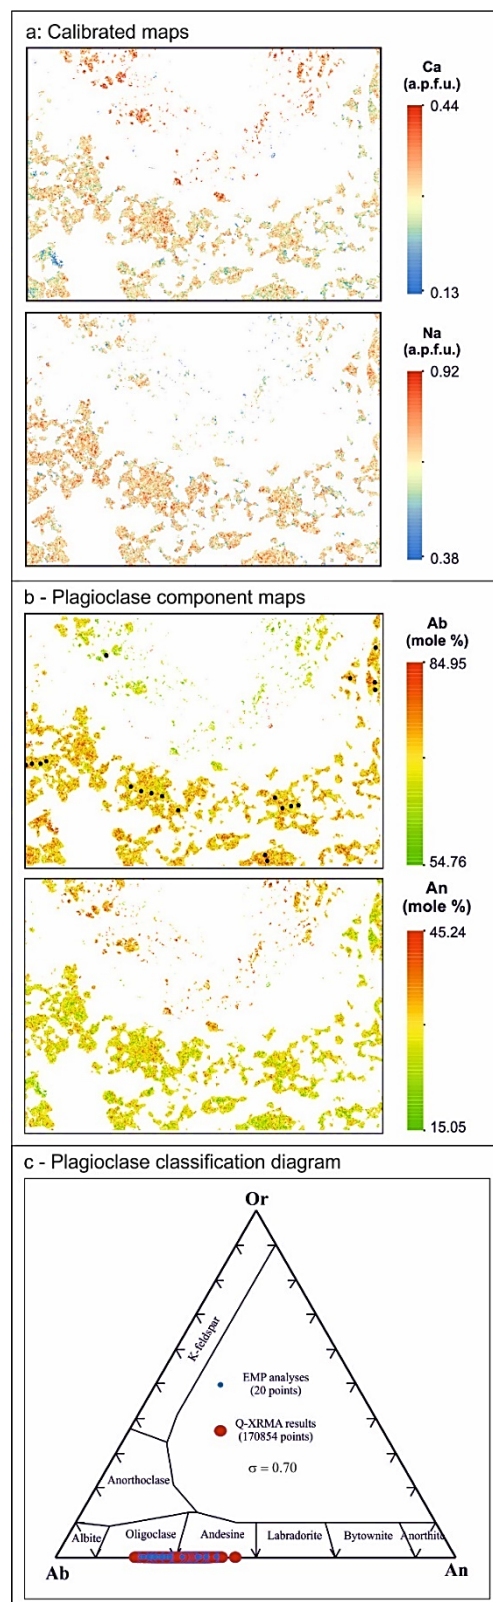 a: Calibrated maps
Ca
(a.p.f.u.)
0.44
0.13
Na
(a.p.f.u.)
0.92
0.38
b - Plagioclase component maps
Ab
(mole %)
84.95
54.76
An
(mole %)
45.24
15.05
c - Plagioclase classification diagram
Or
K-feldspar
EMP analyses
(20 points)
Q-XRMA results
(170854 points)
σ = 0.70
Anorthoclase
Albite
Oligoclase
Andesine
Labradorite
Bytownite
Anorthite
Ab
An